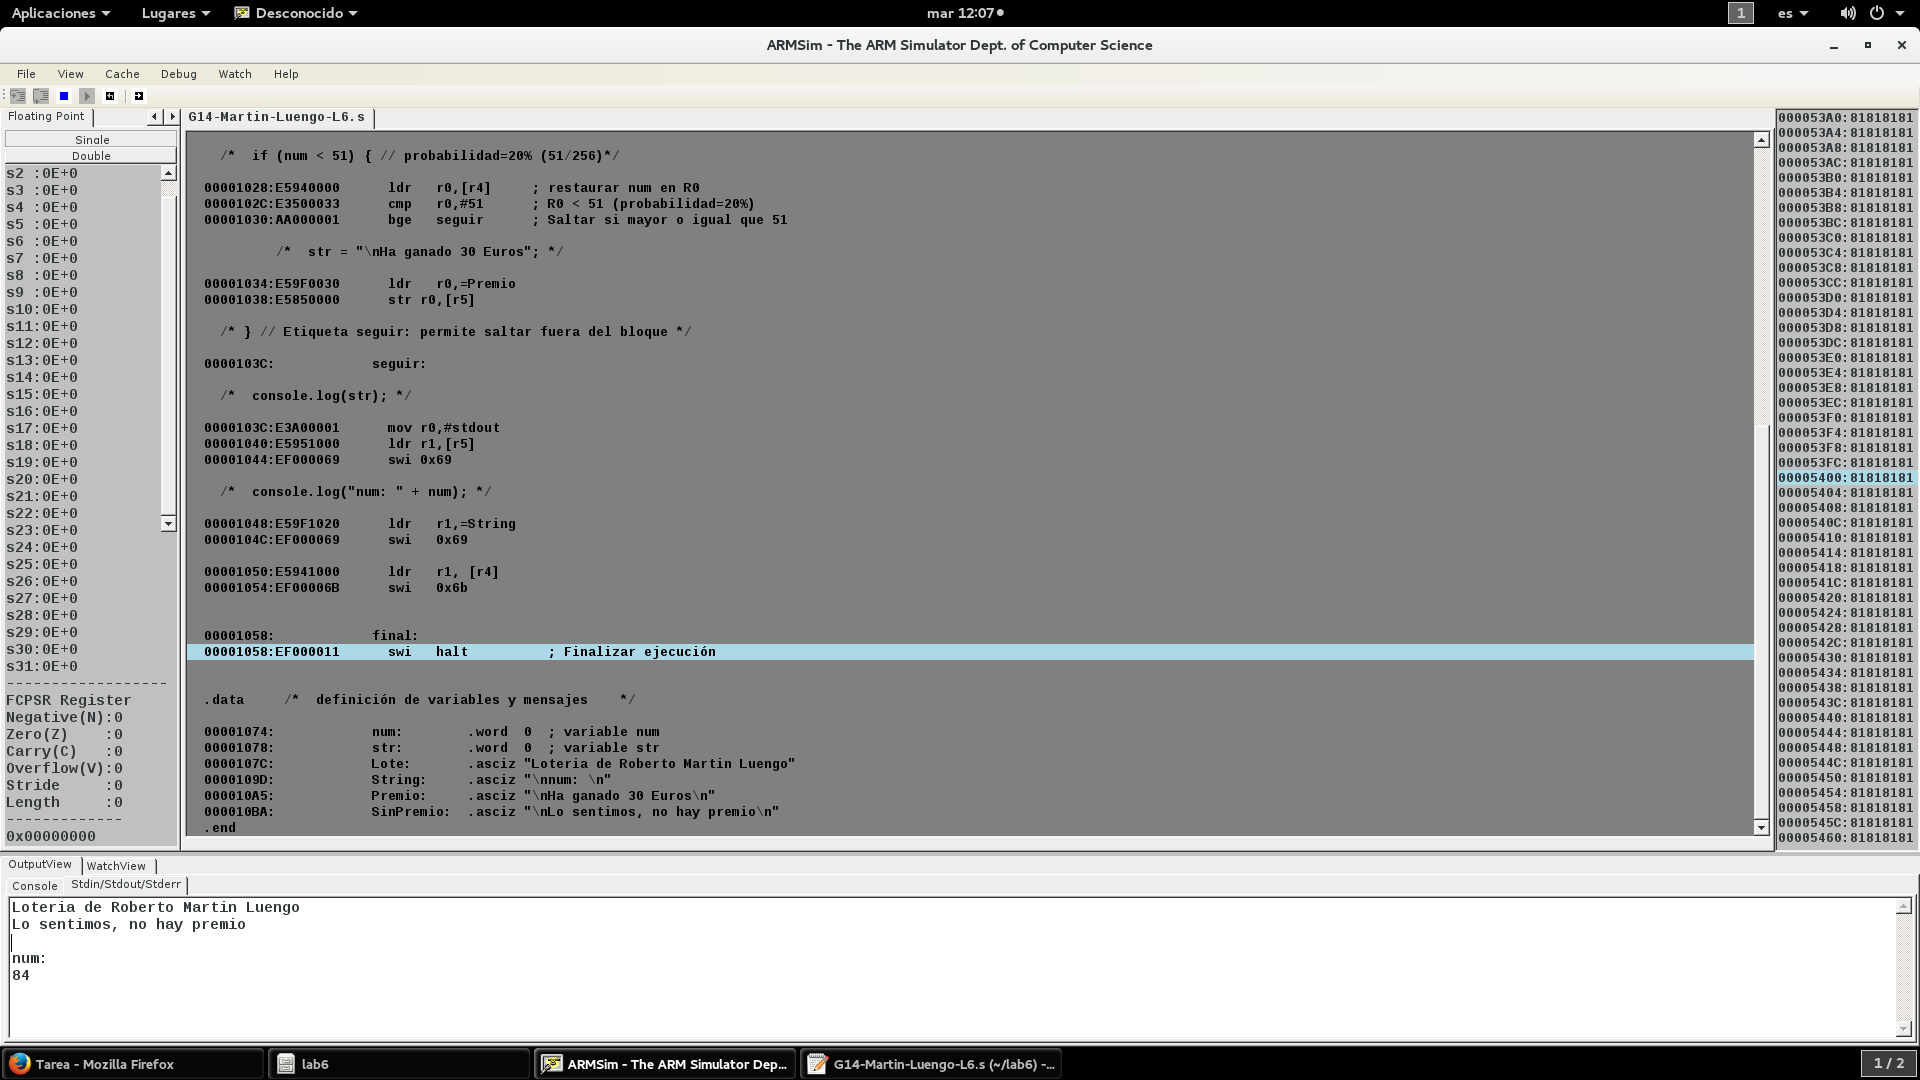 Aplicaciones Lugares Desconocido mar 12:07 1 es
ARMSim - The ARM Simulator Dept. of Computer Science
File View Cache Debug Watch Help
Floating Point
Single
Double
s2 :0E+0
s3 :0E+0
s4 :0E+0
s5 :0E+0
s6 :0E+0
s7 :0E+0
s8 :0E+0
s9 :0E+0
s10:0E+0
s11:0E+0
s12:0E+0
s13:0E+0
s14:0E+0
s15:0E+0
s16:0E+0
s17:0E+0
s18:0E+0
s19:0E+0
s20:0E+0
s21:0E+0
s22:0E+0
s23:0E+0
s24:0E+0
s25:0E+0
s26:0E+0
s27:0E+0
s28:0E+0
s29:0E+0
s30:0E+0
s31:0E+0
------------------
FCPSR Register
Negative(N):0
Zero(Z)    :0
Carry(C)   :0
Overflow(V):0
Stride     :0
Length     :0
-------------
0x00000000
G14-Martin-Luengo-L6.s
/*  if (num < 51) { // probabilidad=20% (51/256)*/
00001028:E5940000      ldr   r0,[r4]     ; restaurar num en R0
0000102C:E3500033      cmp   r0,#51      ; R0 < 51 (probabilidad=20%)
00001030:AA000001      bge   seguir      ; Saltar si mayor o igual que 51
/*  str = "\nHa ganado 30 Euros"; */
00001034:E59F0030      ldr   r0,=Premio
00001038:E5850000      str r0,[r5]
/* } // Etiqueta seguir: permite saltar fuera del bloque */
0000103C:            seguir:
/*  console.log(str); */
0000103C:E3A00001      mov r0,#stdout
00001040:E5951000      ldr r1,[r5]
00001044:EF000069      swi 0x69
/*  console.log("num: " + num); */
00001048:E59F1020      ldr   r1,=String
0000104C:EF000069      swi   0x69
00001050:E5941000      ldr   r1, [r4]
00001054:EF00006B      swi   0x6b
00001058:            final:
00001058:EF000011      swi   halt          ; Finalizar ejecución
.data     /*  definición de variables y mensajes    */
00001074:            num:        .word  0  ; variable num
00001078:            str:        .word  0  ; variable str
0000107C:            Lote:       .asciz "Loteria de Roberto Martin Luengo"
0000109D:            String:     .asciz "\nnum: \n"
000010A5:            Premio:     .asciz "\nHa ganado 30 Euros\n"
000010BA:            SinPremio:  .asciz "\nLo sentimos, no hay premio\n"
.end
000053A0:81818181
000053A4:81818181
000053A8:81818181
000053AC:81818181
000053B0:81818181
000053B4:81818181
000053B8:81818181
000053BC:81818181
000053C0:81818181
000053C4:81818181
000053C8:81818181
000053CC:81818181
000053D0:81818181
000053D4:81818181
000053D8:81818181
000053DC:81818181
000053E0:81818181
000053E4:81818181
000053E8:81818181
000053EC:81818181
000053F0:81818181
000053F4:81818181
000053F8:81818181
000053FC:81818181
00005400:81818181
00005404:81818181
00005408:81818181
0000540C:81818181
00005410:81818181
00005414:81818181
00005418:81818181
0000541C:81818181
00005420:81818181
00005424:81818181
00005428:81818181
0000542C:81818181
00005430:81818181
00005434:81818181
00005438:81818181
0000543C:81818181
00005440:81818181
00005444:81818181
00005448:81818181
0000544C:81818181
00005450:81818181
00005454:81818181
00005458:81818181
0000545C:81818181
00005460:81818181
OutputView WatchView
Console Stdin/Stdout/Stderr
Loteria de Roberto Martin Luengo
Lo sentimos, no hay premio
num:
84
Tarea - Mozilla Firefox lab6 ARMSim - The ARM Simulator Dep... G14-Martin-Luengo-L6.s (~/lab6) -... 1 / 2